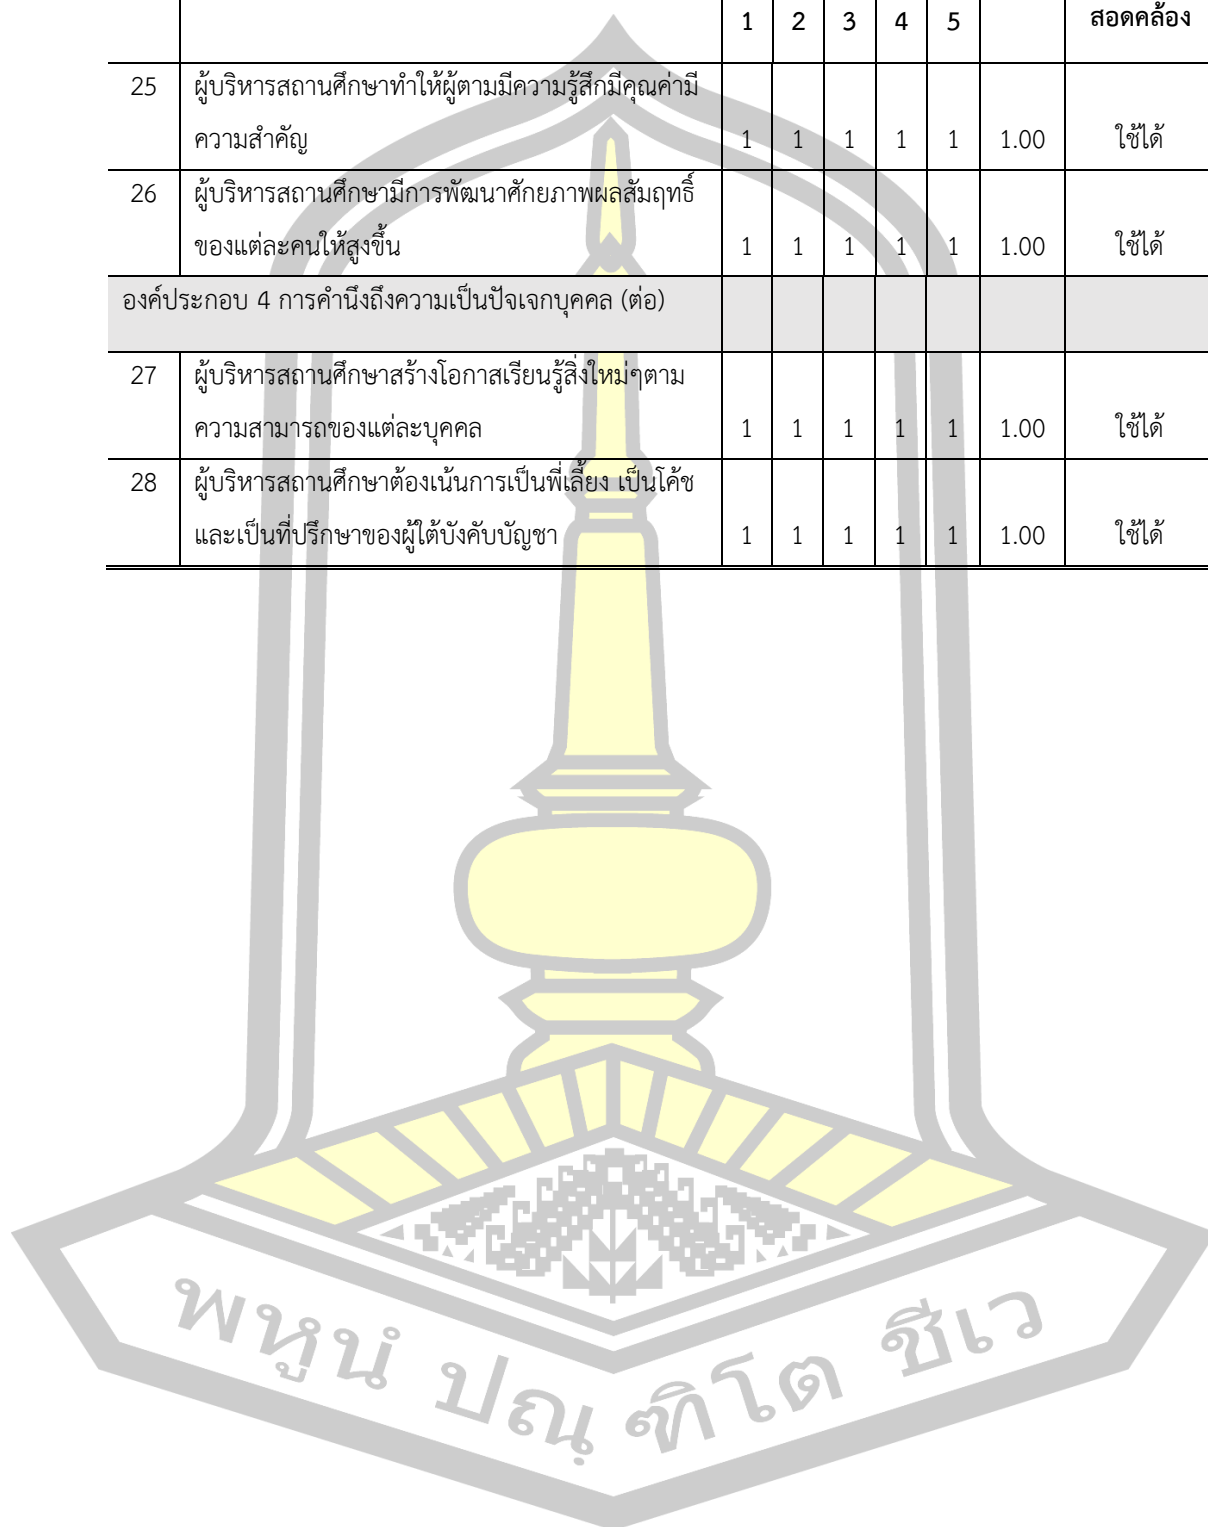 1 2 3 4 5 สอดคล้อง
25 ผู้บริหารสถานศึกษาทำให้ผู้ตามมีความรู้สึกมีคุณค่ามี
ความสำคัญ 1 1 1 1 1 1.00 ใช้ได้
26 ผู้บริหารสถานศึกษามีการพัฒนาศักยภาพผลสัมฤทธิ์
ของแต่ละคนให้สูงขึ้น 1 1 1 1 1 1.00 ใช้ได้
องค์ประกอบ 4 การคำนึงถึงความเป็นปัจเจกบุคคล (ต่อ)
27 ผู้บริหารสถานศึกษาสร้างโอกาสเรียนรู้สิ่งใหม่ๆตาม
ความสามารถของแต่ละบุคคล 1 1 1 1 1 1.00 ใช้ได้
28 ผู้บริหารสถานศึกษาต้องเน้นการเป็นพี่เลี้ยง เป็นโค้ช
และเป็นที่ปรึกษาของผู้ใต้บังคับบัญชา 1 1 1 1 1 1.00 ใช้ได้
พหูนํ ปณฺ ฑิโต ชีเว